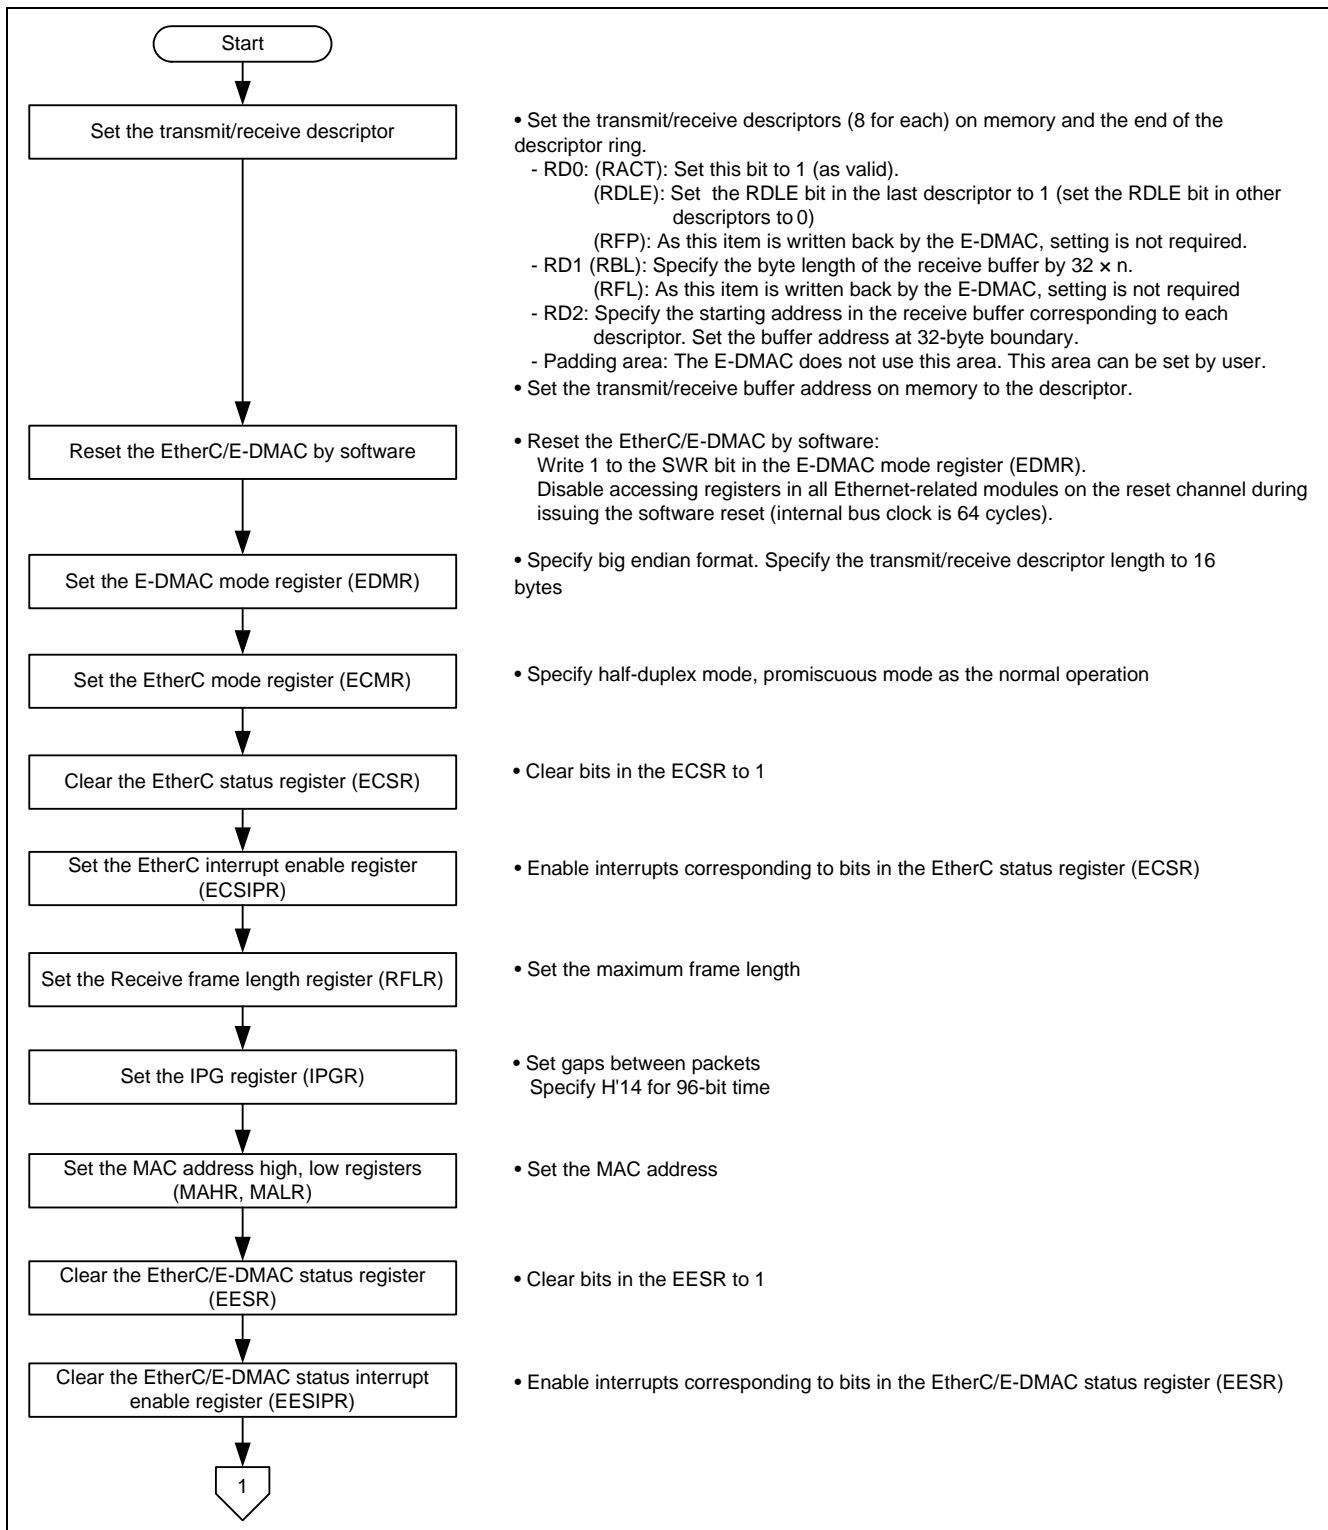 Start
Set the transmit/receive descriptor
• Set the transmit/receive descriptors (8 for each) on memory and the end of the
descriptor ring.
- RD0: (RACT): Set this bit to 1 (as valid).
(RDLE): Set the RDLE bit in the last descriptor to 1 (set the RDLE bit in other
descriptors to 0)
(RFP): As this item is written back by the E-DMAC, setting is not required.
- RD1 (RBL): Specify the byte length of the receive buffer by 32 × n.
(RFL): As this item is written back by the E-DMAC, setting is not required
- RD2: Specify the starting address in the receive buffer corresponding to each
descriptor. Set the buffer address at 32-byte boundary.
- Padding area: The E-DMAC does not use this area. This area can be set by user.
• Set the transmit/receive buffer address on memory to the descriptor.
Reset the EtherC/E-DMAC by software
• Reset the EtherC/E-DMAC by software:
Write 1 to the SWR bit in the E-DMAC mode register (EDMR).
Disable accessing registers in all Ethernet-related modules on the reset channel during
issuing the software reset (internal bus clock is 64 cycles).
Set the E-DMAC mode register (EDMR)
• Specify big endian format. Specify the transmit/receive descriptor length to 16
bytes
Set the EtherC mode register (ECMR)
• Specify half-duplex mode, promiscuous mode as the normal operation
Clear the EtherC status register (ECSR)
• Clear bits in the ECSR to 1
Set the EtherC interrupt enable register
(ECSIPR)
• Enable interrupts corresponding to bits in the EtherC status register (ECSR)
Set the Receive frame length register (RFLR)
• Set the maximum frame length
Set the IPG register (IPGR)
• Set gaps between packets
Specify H'14 for 96-bit time
Set the MAC address high, low registers
(MAHR, MALR)
• Set the MAC address
Clear the EtherC/E-DMAC status register
(EESR)
• Clear bits in the EESR to 1
Clear the EtherC/E-DMAC status interrupt
enable register (EESIPR)
• Enable interrupts corresponding to bits in the EtherC/E-DMAC status register (EESR)
1